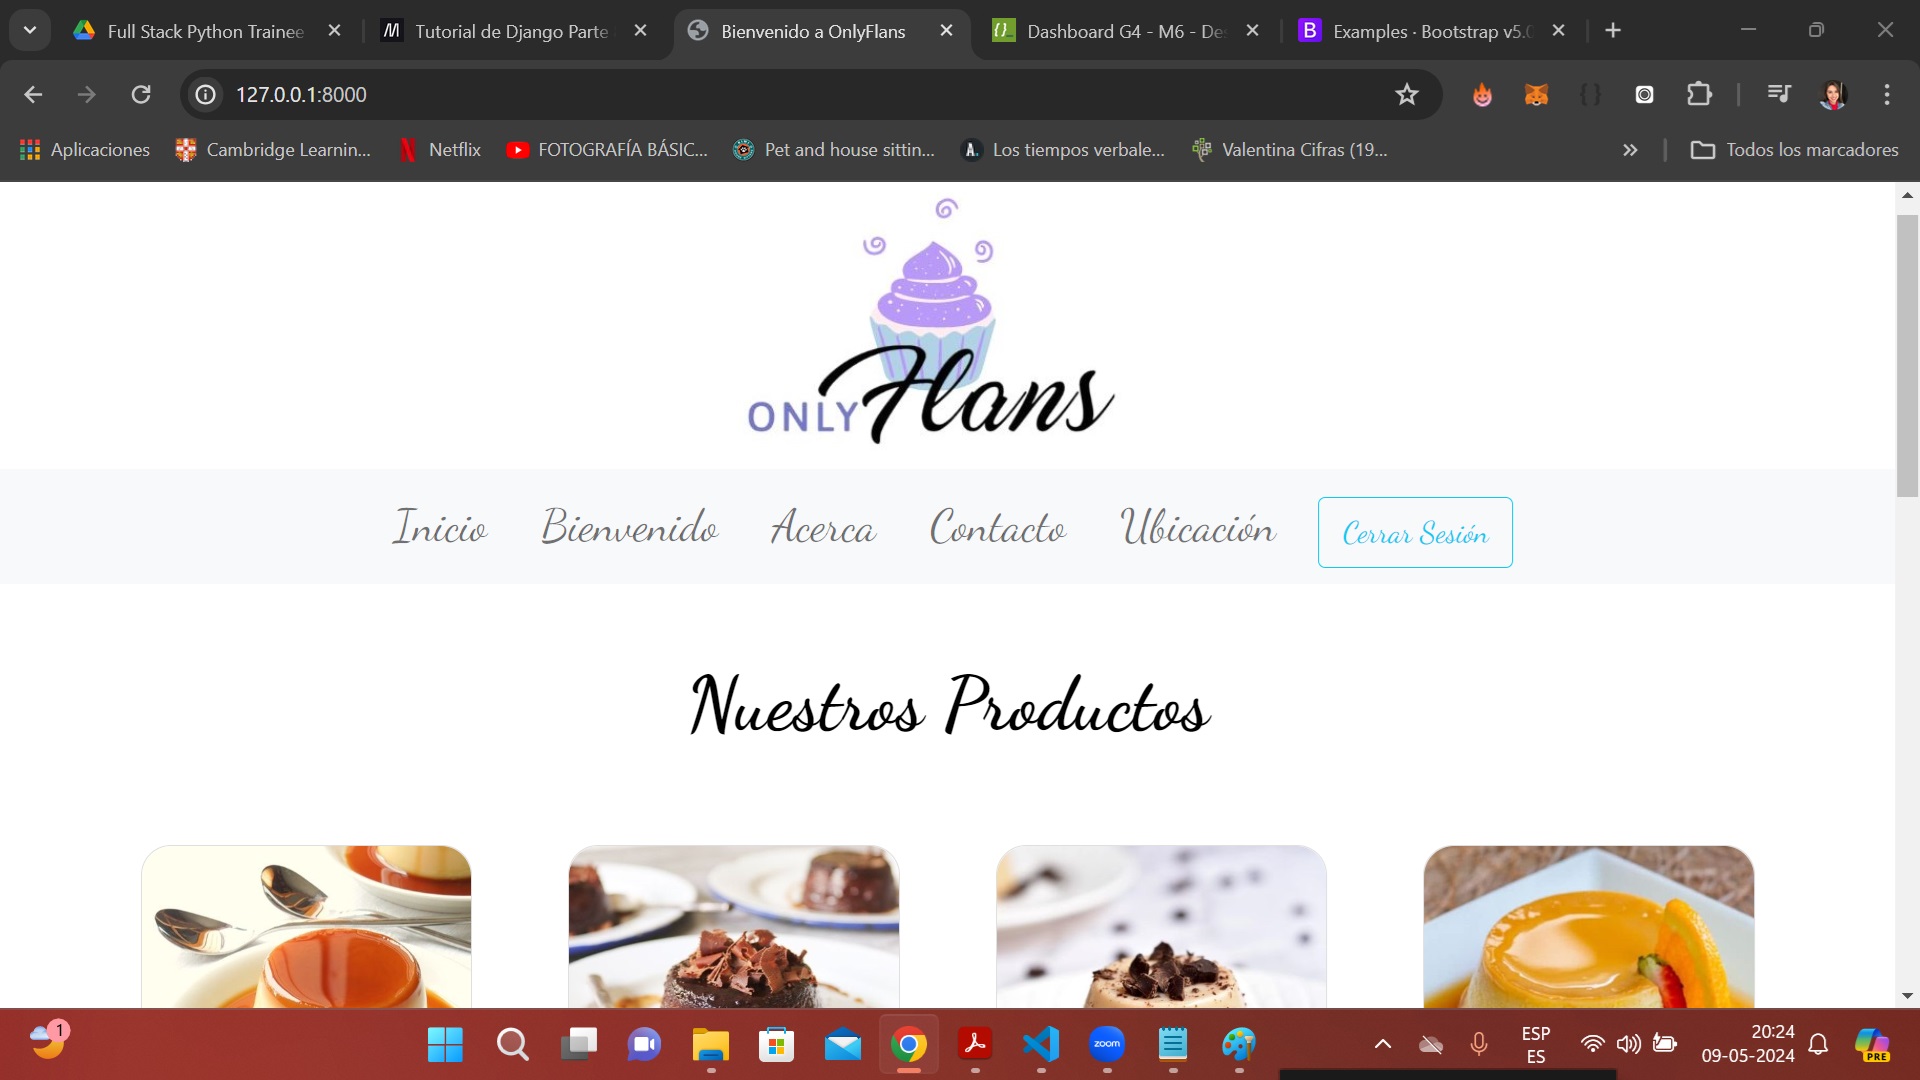 Full Stack Python Trainee
Tutorial de Django Parte
Bienvenido a OnlyFlans
Dashboard G4 - M6 - De
Examples · Bootstrap v5.0
127.0.0.1:8000
Aplicaciones
Cambridge Learnin...
Netflix
FOTOGRAFÍA BÁSIC...
Pet and house sittin...
A.
Los tiempos verbale...
Valentina Cifras (19...
Todos los marcadores
ONLY Flans
Inicio
Bienvenido
Acerca
Contacto
Ubicación
Cerrar Sesión
Nuestros Productos
1
zoom
ESP
ES
20:24
09-05-2024
PRE